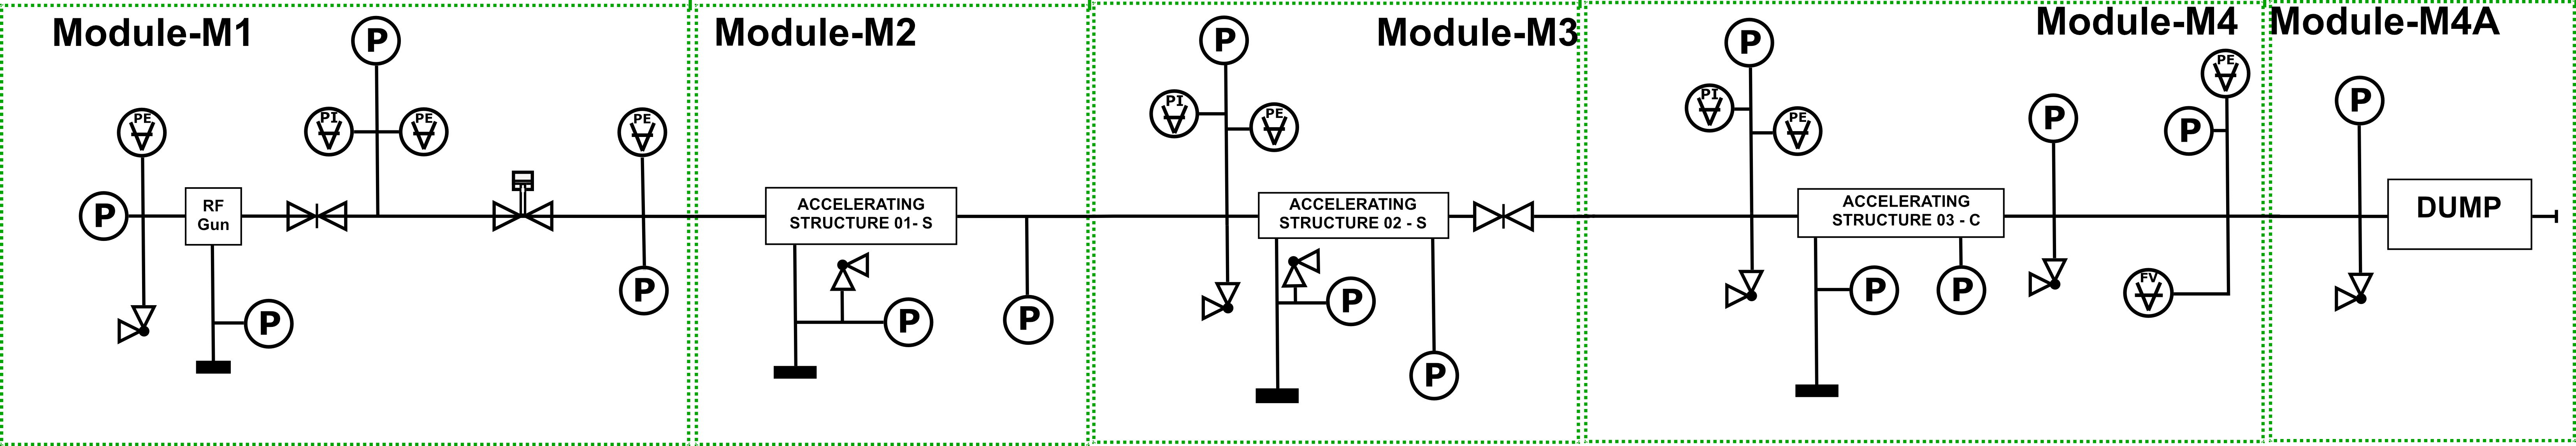 Module-M1
P
PE
PI
PE
PE
P
RF
Gun
P
P
Module-M2
ACCELERATING
STRUCTURE 01- S
P
P
Module-M3
P
PI
PE
ACCELERATING
STRUCTURE 02 - S
P
P
Module-M4
P
PI
PE
P
PE
P
ACCELERATING
STRUCTURE 03 - C
P
P
FV
Module-M4A
P
DUMP